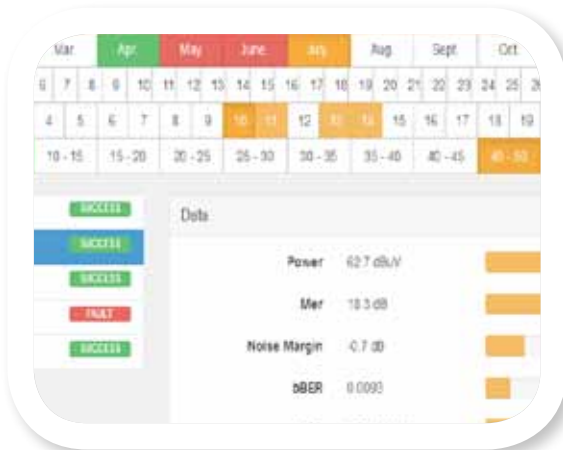 Mar Apr. May June July Aug Sept Oct
6 7 8 9 10 11 12 13 14 15 16 17 18 19 20 21 22 23 24 25 26
4 5 6 7 8 9 10 11 12 13 14 15 16 17 18 19
10 - 15 15 - 20 20 - 25 25 - 30 30 - 35 35 - 40 40 - 45
SUCCESS
Data
SUCCESS
Power 62.7 dBuV
SUCCESS
Mer 18.3 dB
FAULT
Noise Margin -0.7 dB
SUCCESS
bBER 0.0093